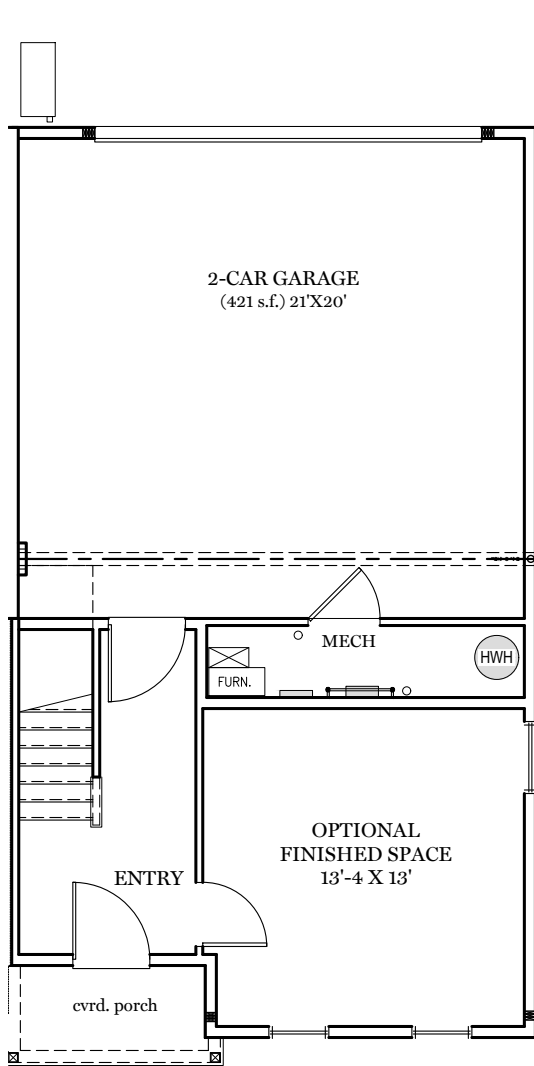 2-CAR GARAGE
(421 s.f.) 21'X20'
MECH
HWH
FURN.
OPTIONAL
FINISHED SPACE
13'-4 X 13'
ENTRY
cvrd. porch